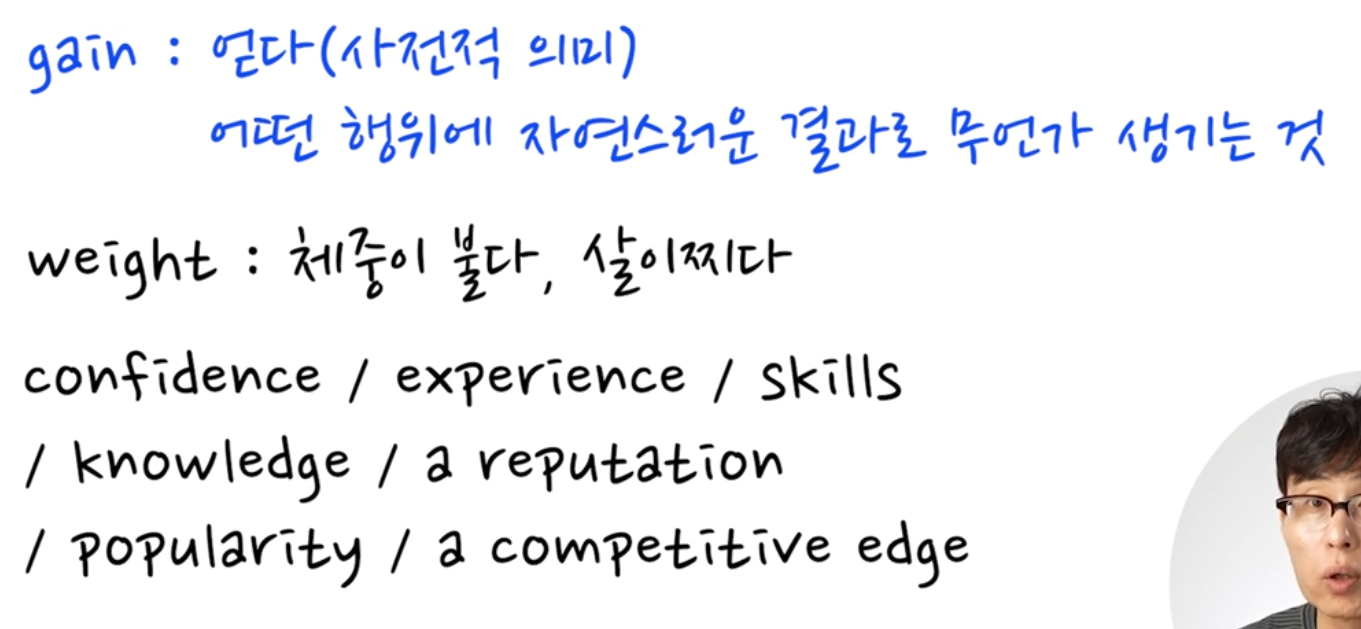 gain : 얻다(사전적 의미)
어떤 행위에 자연스러운 결과로 무언가 생기는 것
weight : 체중이 불다, 살이찌다
confidence / experience / skills
/ knowledge / a reputation
/ popularity / a competitive edge